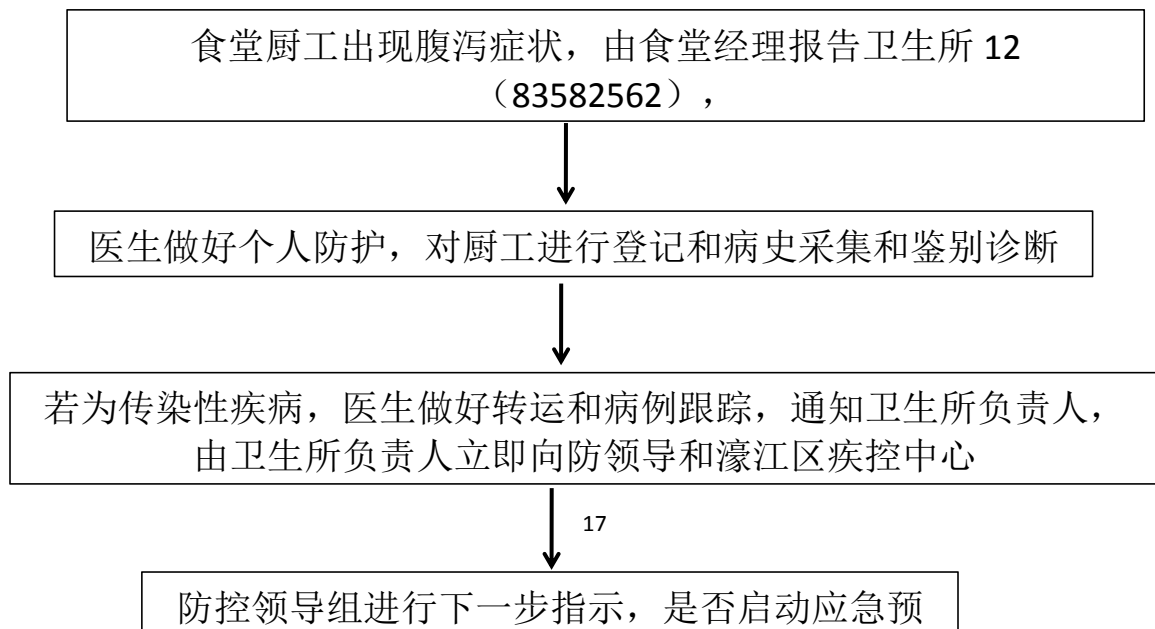 食堂厨工出现腹泻症状，由食堂经理报告卫生所 12
（83582562），
医生做好个人防护，对厨工进行登记和病史采集和鉴别诊断
若为传染性疾病，医生做好转运和病例跟踪，通知卫生所负责人，
由卫生所负责人立即向防领导和濠江区疾控中心
17
防控领导组进行下一步指示，是否启动应急预